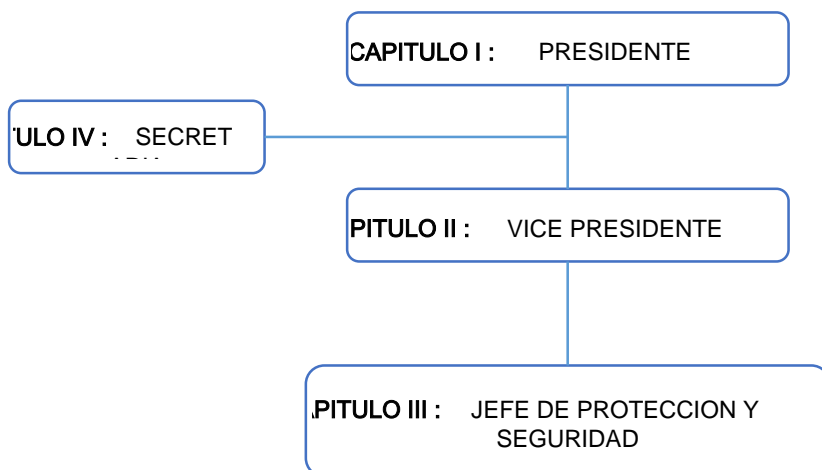 CAPITULO I : PRESIDENTE
TULO IV : SECRET
PITULO II : VICE PRESIDENTE
PITULO III : JEFE DE PROTECCION Y
SEGURIDAD